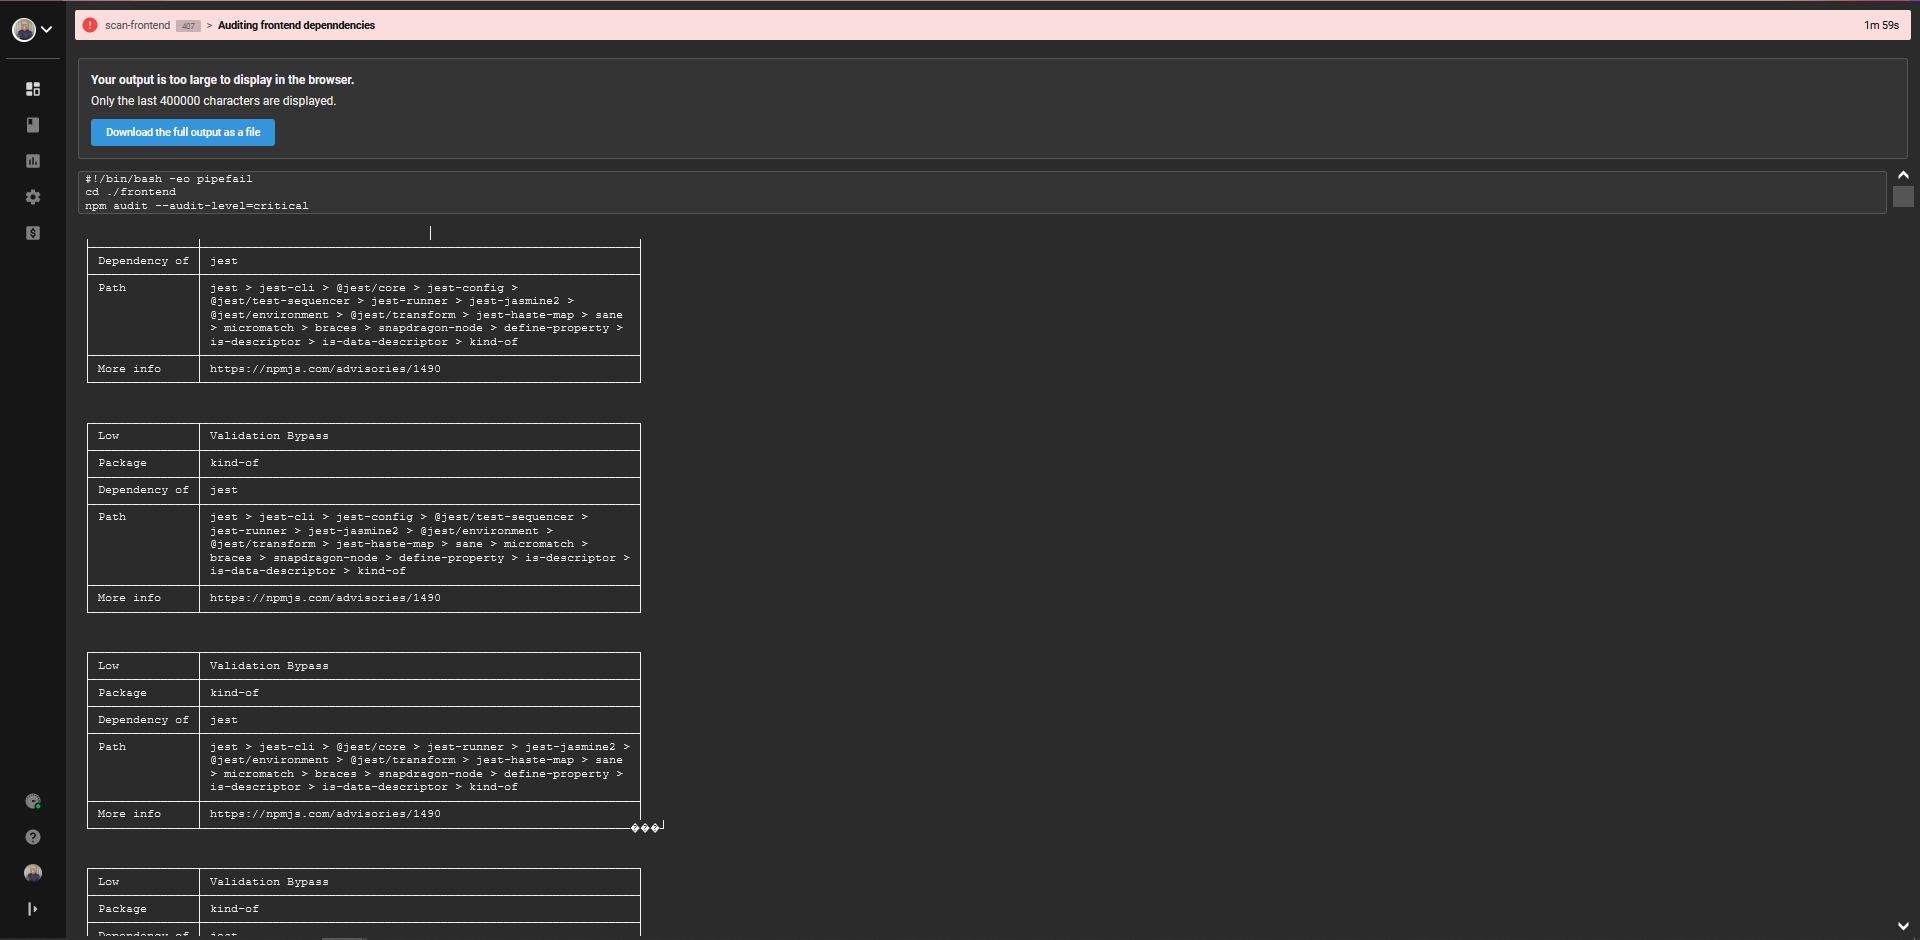 scan-frontend 407 > Auditing frontend depenndencies 1m 59s
Your output is too large to display in the browser.
Only the last 400000 characters are displayed.
Download the full output as a file
#!/bin/bash -eo pipefail
cd ./frontend
npm audit --audit-level=critical
Dependency of jest
Path jest > jest-cli > @jest/core > jest-config >
@jest/test-sequencer > jest-runner > jest-jasmine2 >
@jest/environment > @jest/transform > jest-haste-map > sane
> micromatch > braces > snapdragon-node > define-property >
is-descriptor > is-data-descriptor > kind-of
More info https://npmjs.com/advisories/1490
Low Validation Bypass
Package kind-of
Dependency of jest
Path jest > jest-cli > jest-config > @jest/test-sequencer >
jest-runner > jest-jasmine2 > @jest/environment >
@jest/transform > jest-haste-map > sane > micromatch >
braces > snapdragon-node > define-property > is-descriptor >
is-data-descriptor > kind-of
More info https://npmjs.com/advisories/1490
Low Validation Bypass
Package kind-of
Dependency of jest
Path jest > jest-cli > @jest/core > jest-runner > jest-jasmine2 >
@jest/environment > @jest/transform > jest-haste-map > sane
> micromatch > braces > snapdragon-node > define-property >
is-descriptor > is-data-descriptor > kind-of
More info https://npmjs.com/advisories/1490
���
Low Validation Bypass
Package kind-of
Dependency of jest